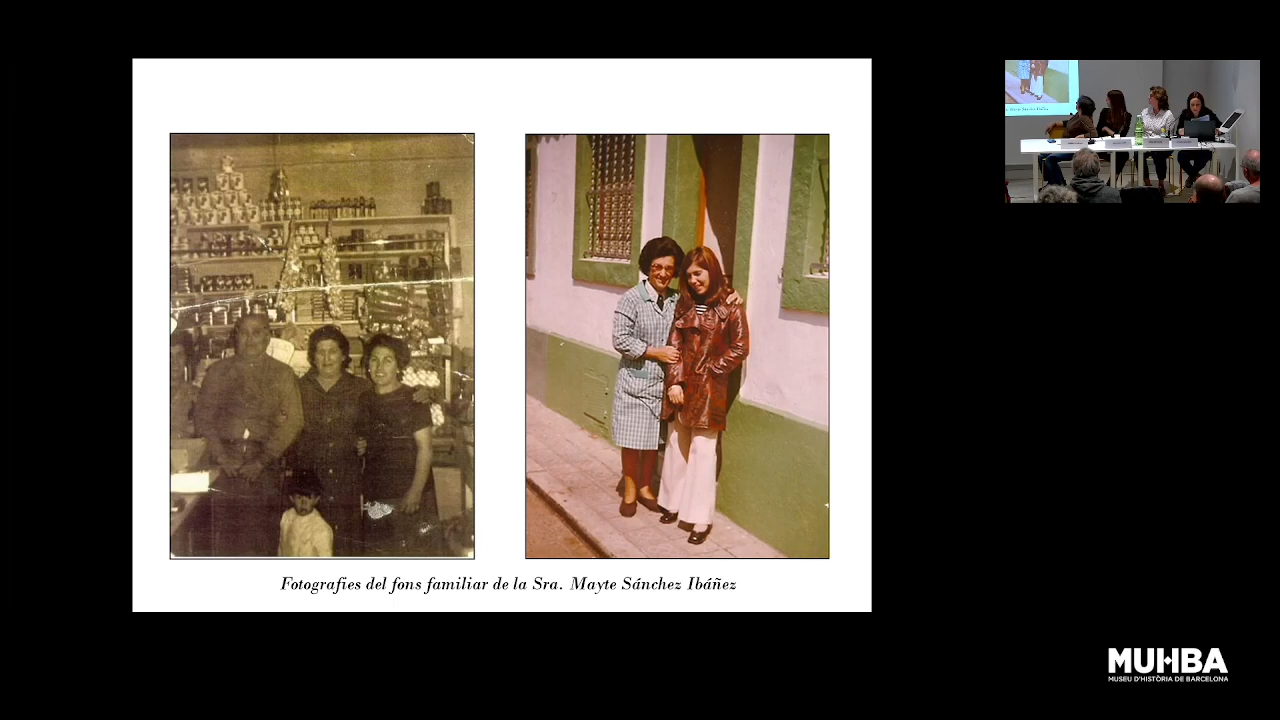 Fotografies del fons familiar de la Sra. Mayte Sánchez Ibáñez
MUHBA
MUSEU D'HISTÒRIA DE BARCELONA